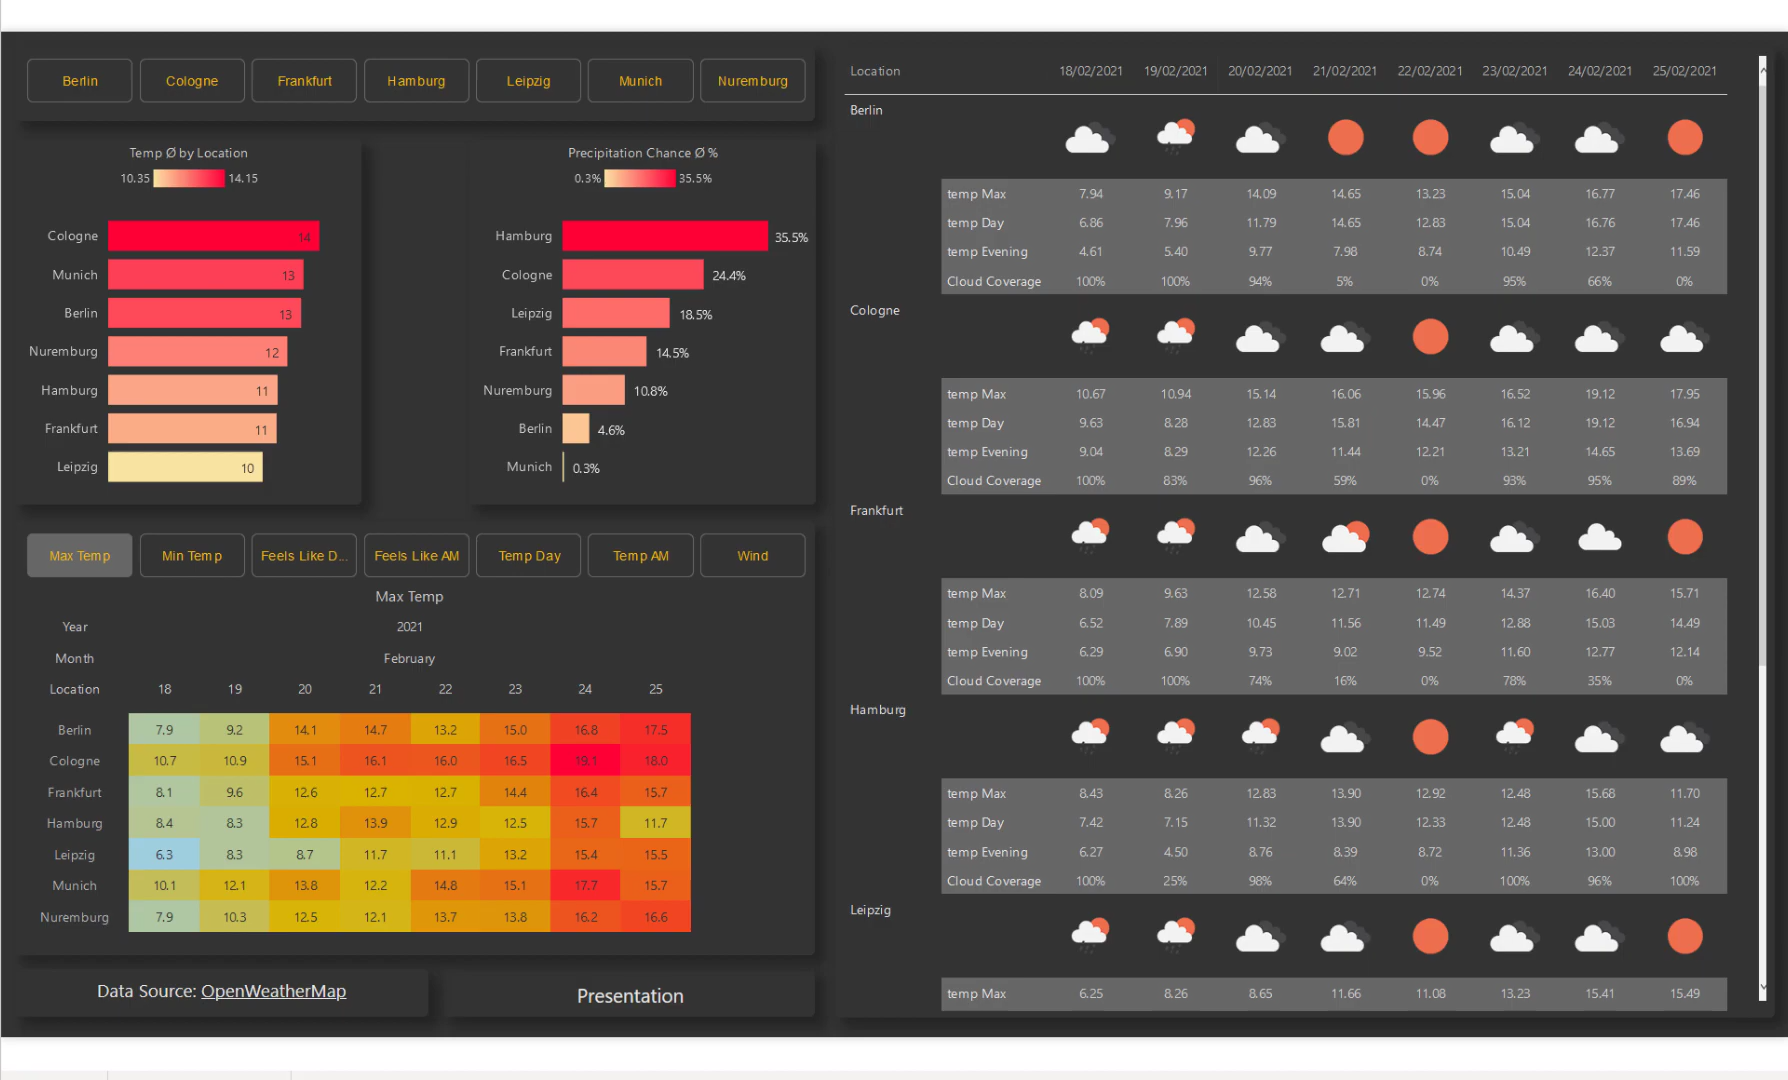 Berlin Cologne Frankfurt Hamburg Leipzig Munich Nuremburg
Temp Ø by Location
10.35 14.15
Cologne 14
Munich 13
Berlin 13
Nuremburg 12
Hamburg 11
Frankfurt 11
Leipzig 10
Precipitation Chance Ø %
0.3% 35.5%
Hamburg 35.5%
Cologne 24.4%
Leipzig 18.5%
Frankfurt 14.5%
Nuremburg 10.8%
Berlin 4.6%
Munich 0.3%
Max Temp Min Temp Feels Like D... Feels Like AM Temp Day Temp AM Wind
Max Temp
Year 2021
Month February
Location 18 19 20 21 22 23 24 25
Berlin 7.9 9.2 14.1 14.7 13.2 15.0 16.8 17.5
Cologne 10.7 10.9 15.1 16.1 16.0 16.5 19.1 18.0
Frankfurt 8.1 9.6 12.6 12.7 12.7 14.4 16.4 15.7
Hamburg 8.4 8.3 12.8 13.9 12.9 12.5 15.7 11.7
Leipzig 6.3 8.3 8.7 11.7 11.1 13.2 15.4 15.5
Munich 10.1 12.1 13.8 12.2 14.8 15.1 17.7 15.7
Nuremburg 7.9 10.3 12.5 12.1 13.7 13.8 16.2 16.6
Data Source: OpenWeatherMap
Presentation
Location 18/02/2021 19/02/2021 20/02/2021 21/02/2021 22/02/2021 23/02/2021 24/02/2021 25/02/2021
Berlin
temp Max 7.94 9.17 14.09 14.65 13.23 15.04 16.77 17.46
temp Day 6.86 7.96 11.79 14.65 12.83 15.04 16.76 17.46
temp Evening 4.61 5.40 9.77 7.98 8.74 10.49 12.37 11.59
Cloud Coverage 100% 100% 94% 5% 0% 95% 66% 0%
Cologne
temp Max 10.67 10.94 15.14 16.06 15.96 16.52 19.12 17.95
temp Day 9.63 8.28 12.83 15.81 14.47 16.12 19.12 16.94
temp Evening 9.04 8.29 12.26 11.44 12.21 13.21 14.65 13.69
Cloud Coverage 100% 83% 96% 59% 0% 93% 95% 89%
Frankfurt
temp Max 8.09 9.63 12.58 12.71 12.74 14.37 16.40 15.71
temp Day 6.52 7.89 10.45 11.56 11.49 12.88 15.03 14.49
temp Evening 6.29 6.90 9.73 9.02 9.52 11.60 12.77 12.14
Cloud Coverage 100% 100% 74% 16% 0% 78% 35% 0%
Hamburg
temp Max 8.43 8.26 12.83 13.90 12.92 12.48 15.68 11.70
temp Day 7.42 7.15 11.32 13.90 12.33 12.48 15.00 11.24
temp Evening 6.27 4.50 8.76 8.39 8.72 11.36 13.00 8.98
Cloud Coverage 100% 25% 98% 64% 0% 100% 96% 100%
Leipzig
temp Max 6.25 8.26 8.65 11.66 11.08 13.23 15.41 15.49